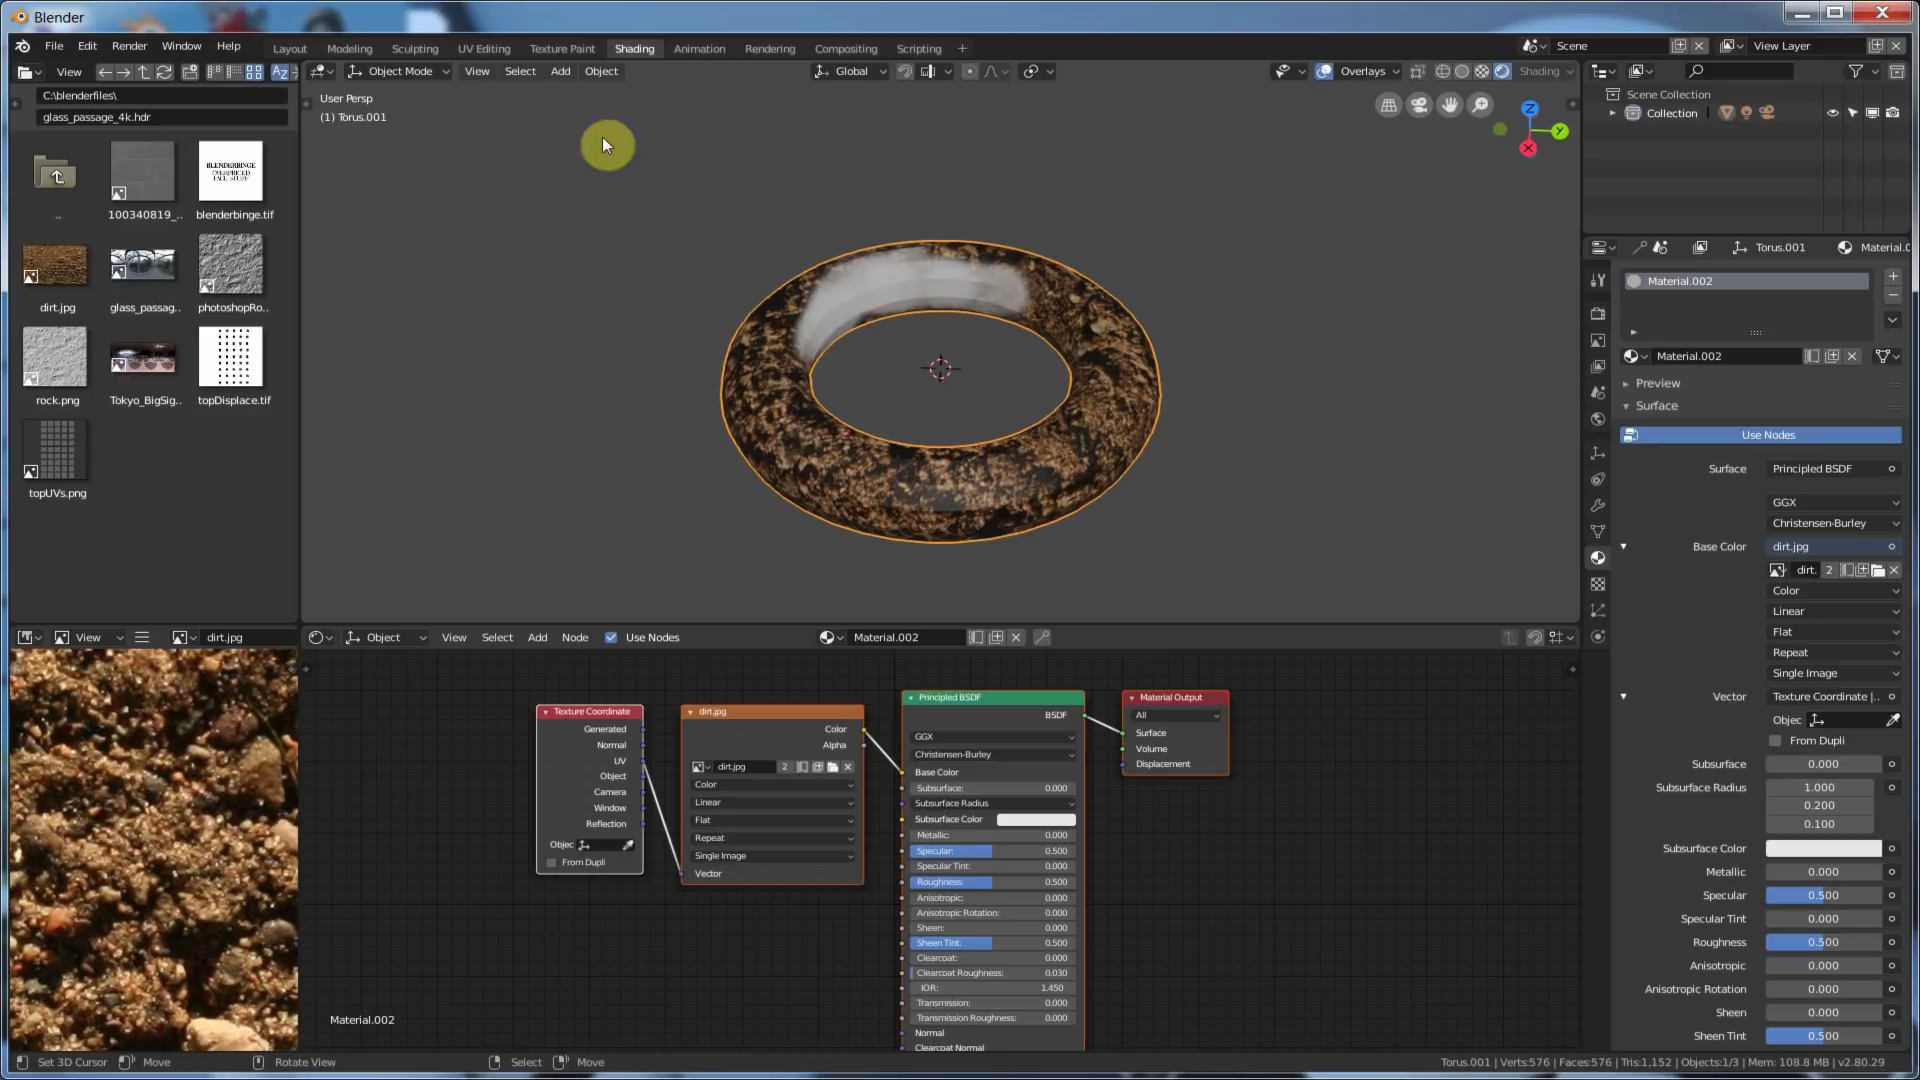 Blender
File Edit Render Window Help
Layout Modeling Sculpting UV Editing Texture Paint Shading Animation Rendering Compositing Scripting +
Scene
View Layer
View
Object Mode View Select Add Object
Global
Overlays
Shading
C:\blenderfiles\
glass_passage_4k.hdr
User Persp
(1) Torus.001
Z
Y
X
Scene Collection
Collection
..
100340819_..
BLENDERBINGE
OVERPRICED
FACE STUFF
blenderbinge.tif
dirt.jpg
glass_passag..
photoshopRo..
rock.png
Tokyo_BigSig..
topDisplace.tif
topUVs.png
Torus.001
Material.0
Material.002
Material.002
Preview
Surface
Use Nodes
Surface Principled BSDF
GGX
Christensen-Burley
Base Color dirt.jpg
dirt. 2
Color
Linear
Flat
Repeat
Single Image
Vector Texture Coordinate |..
Objec
From Dupli
Subsurface 0.000
Subsurface Radius 1.000
0.200
0.100
Subsurface Color
Metallic 0.000
Specular 0.500
Specular Tint 0.000
Roughness 0.500
Anisotropic 0.000
Anisotropic Rotation 0.000
Sheen 0.000
Sheen Tint 0.500
View
dirt.jpg
Object View Select Add Node Use Nodes
Material.002
Texture Coordinate
Generated
Normal
UV
Object
Camera
Window
Reflection
Objec
From Dupli
dirt.jpg
Color
Alpha
dirt.jpg 2
Color
Linear
Flat
Repeat
Single Image
Vector
Principled BSDF
BSDF
GGX
Christensen-Burley
Base Color
Subsurface: 0.000
Subsurface Radius
Subsurface Color
Metallic: 0.000
Specular: 0.500
Specular Tint: 0.000
Roughness: 0.500
Anisotropic: 0.000
Anisotropic Rotation: 0.000
Sheen: 0.000
Sheen Tint: 0.500
Clearcoat: 0.000
Clearcoat Roughness: 0.030
IOR: 1.450
Transmission: 0.000
Transmission Roughness: 0.000
Normal
Clearcoat Normal
Material Output
All
Surface
Volume
Displacement
Material.002
Set 3D Cursor Move Rotate View Select Move
Torus.001 | Verts:576 | Faces:576 | Tris:1,152 | Objects:1/3 | Mem: 108.8 MB | v2.80.29